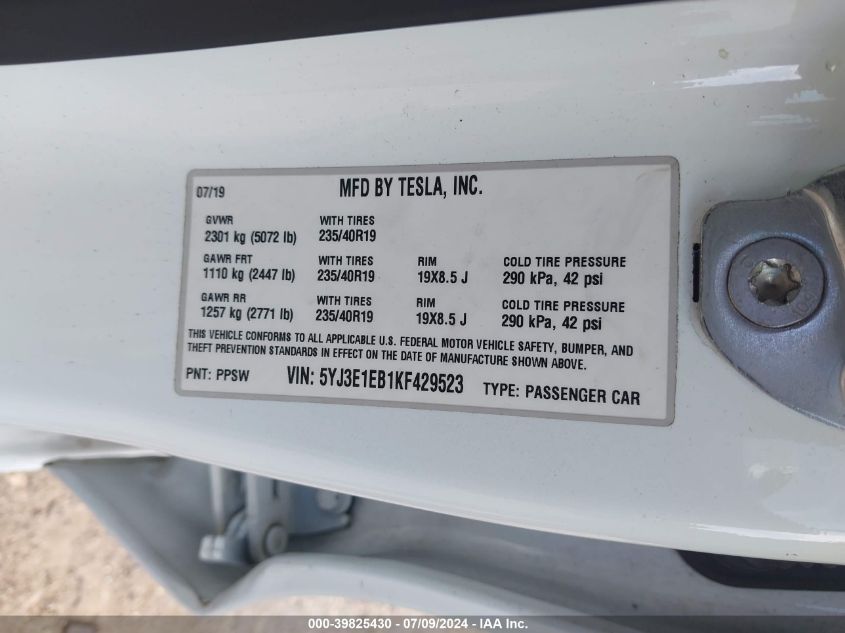 07/19 MFD BY TESLA, INC.
GVWR WITH TIRES
2301 kg (5072 lb) 235/40R19
GAWR FRT WITH TIRES RIM COLD TIRE PRESSURE
1110 kg (2447 lb) 235/40R19 19X8.5 J 290 kPa, 42 psi
GAWR RR WITH TIRES RIM COLD TIRE PRESSURE
1257 kg (2771 lb) 235/40R19 19X8.5 J 290 kPa, 42 psi
THIS VEHICLE CONFORMS TO ALL APPLICABLE U.S. FEDERAL MOTOR VEHICLE SAFETY, BUMPER, AND
THEFT PREVENTION STANDARDS IN EFFECT ON THE DATE OF MANUFACTURE SHOWN ABOVE.
PNT: PPSW VIN: 5YJ3E1EB1KF429523 TYPE: PASSENGER CAR
000-39825430 - 07/09/2024 - IAA Inc.